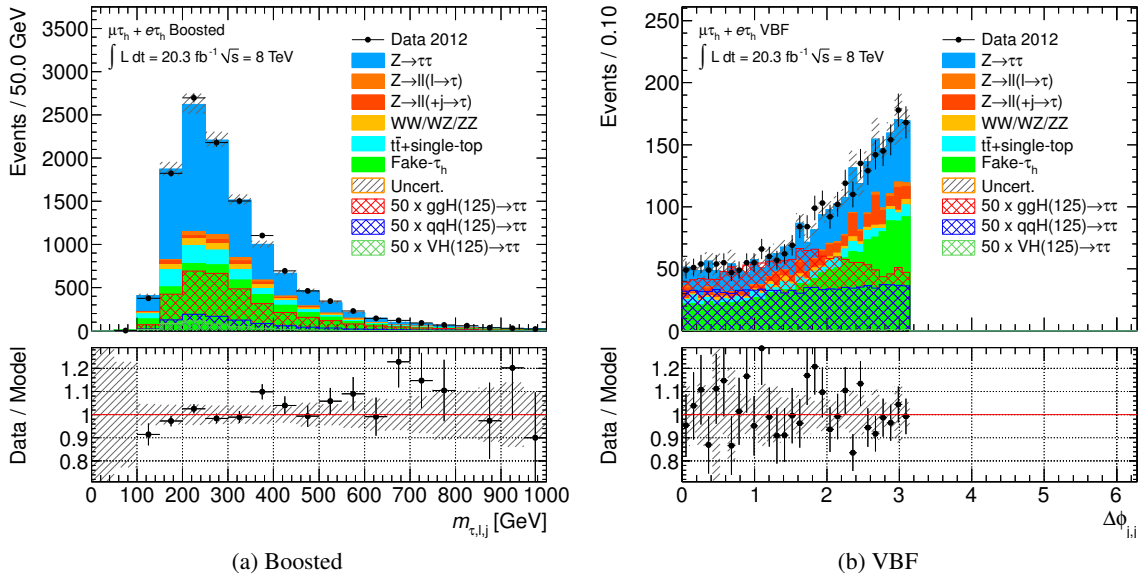 μτh + eτh Boosted
∫ L dt = 20.3 fb⁻¹ √s = 8 TeV
Events / 50.0 GeV
3500
3000
2500
2000
1500
1000
500
0
Data 2012
Z→ττ
Z→ll(l→τ)
Z→ll(+j→τ)
WW/WZ/ZZ
tt̄+single-top
Fake-τh
Uncert.
50 x ggH(125)→ττ
50 x qqH(125)→ττ
50 x VH(125)→ττ
Data / Model
1.2
1.1
1
0.9
0.8
0 100 200 300 400 500 600 700 800 900 1000
mτ,l,j [GeV]
(a) Boosted
μτh + eτh VBF
∫ L dt = 20.3 fb⁻¹ √s = 8 TeV
Events / 0.10
250
200
150
100
50
0
Data 2012
Z→ττ
Z→ll(l→τ)
Z→ll(+j→τ)
WW/WZ/ZZ
tt̄+single-top
Fake-τh
Uncert.
50 x ggH(125)→ττ
50 x qqH(125)→ττ
50 x VH(125)→ττ
Data / Model
1.2
1.1
1
0.9
0.8
0 1 2 3 4 5 6
Δϕj,j
(b) VBF